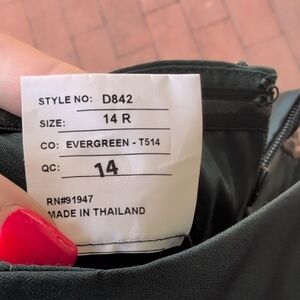 STYLE NO: D842
SIZE: 14 R
CO: EVERGREEN - T514
QC: 14
RN#91947
MADE IN THAILAND